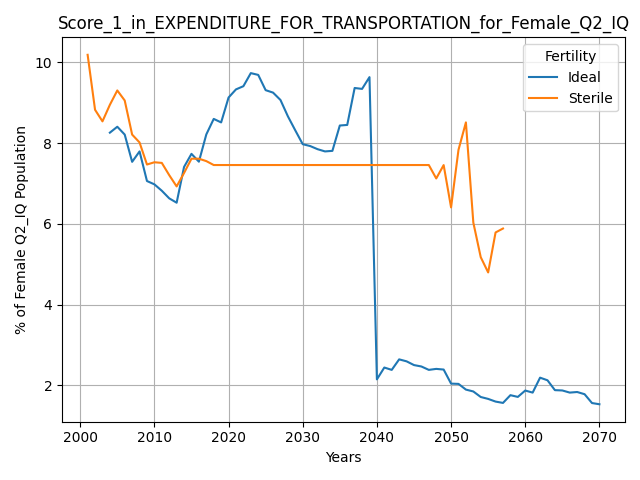 Score_1_in_EXPENDITURE_FOR_TRANSPORTATION_for_Female_Q2_IQ
Fertility
Ideal
Sterile
% of Female Q2_IQ Population
10
8
6
4
2
2000 2010 2020 2030 2040 2050 2060 2070
Years